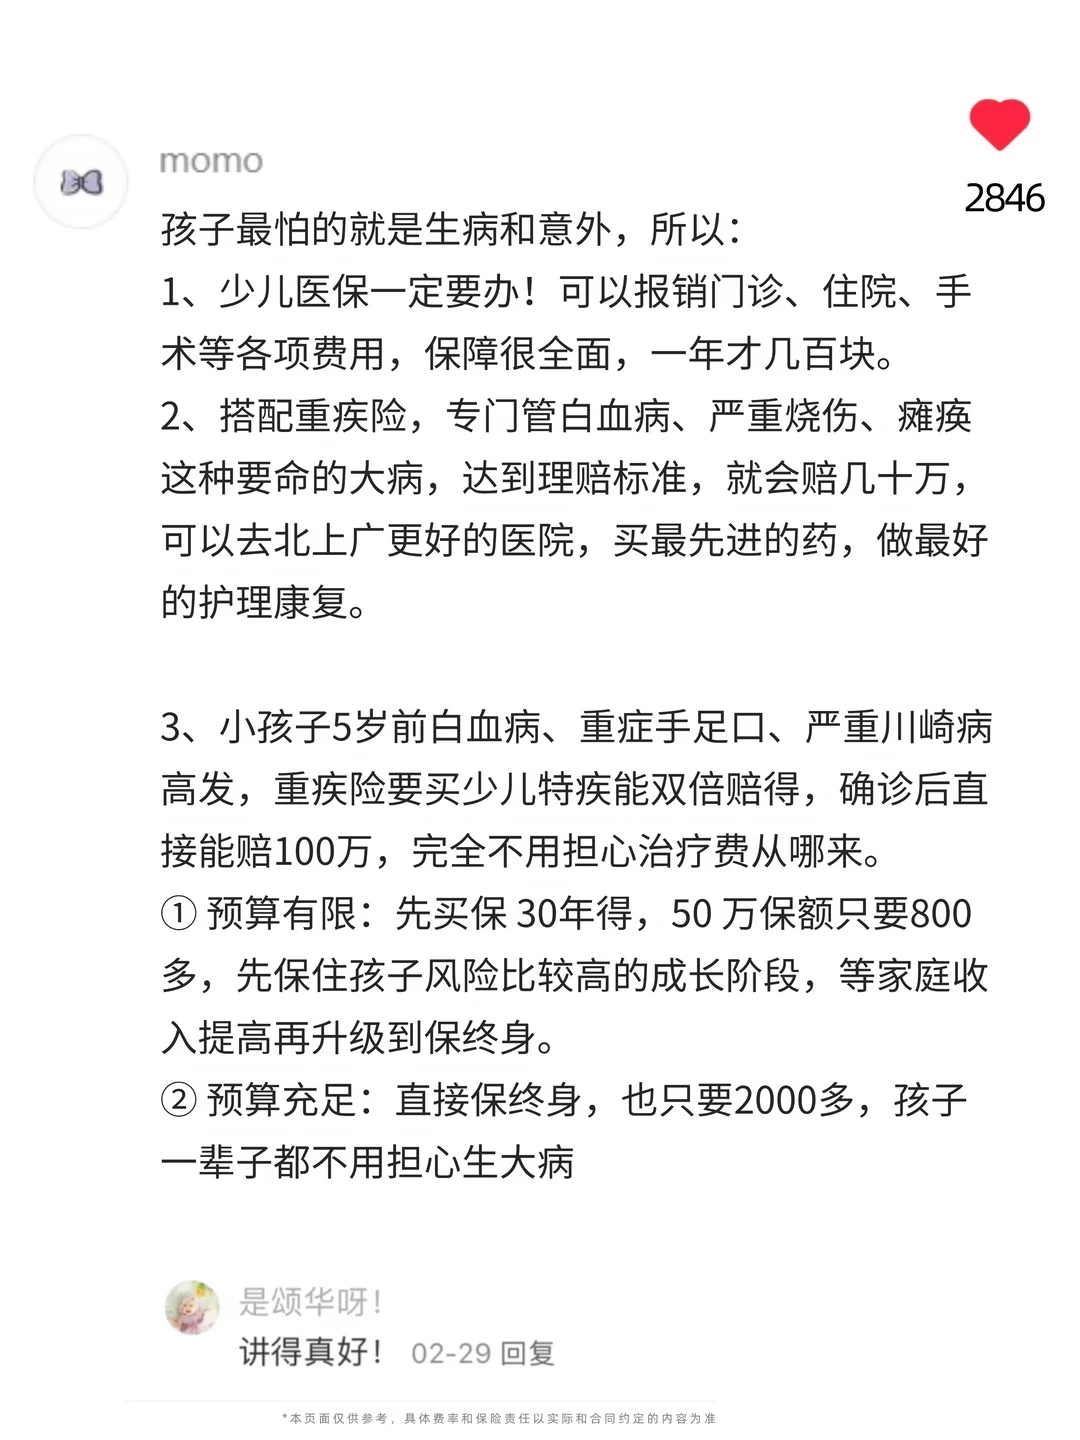 momo
2846
孩子最怕的就是生病和意外，所以：
1、少儿医保一定要办！可以报销门诊、住院、手
术等各项费用，保障很全面，一年才几百块。
2、搭配重疾险，专门管白血病、严重烧伤、瘫痪
这种要命的大病，达到理赔标准，就会赔几十万，
可以去北上广更好的医院，买最先进的药，做最好
的护理康复。
3、小孩子5岁前白血病、重症手足口、严重川崎病
高发，重疾险要买少儿特疾能双倍赔得，确诊后直
接能赔100万，完全不用担心治疗费从哪来。
① 预算有限：先买保 30年得，50 万保额只要800
多，先保住孩子风险比较高的成长阶段，等家庭收
入提高再升级到保终身。
② 预算充足：直接保终身，也只要2000多，孩子
一辈子都不用担心生大病
是颂华呀！
讲得真好！ 02-29 回复
*本页面仅供参考，具体费率和保险责任以实际和合同约定的内容为准